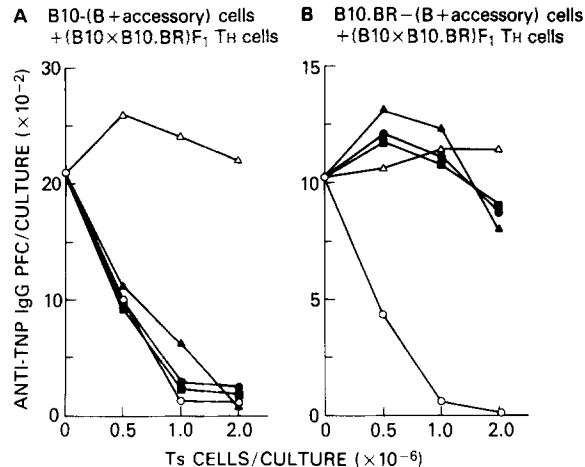 A B10-(B+accessory) cells
+(B10×B10.BR)F₁ TH cells
B B10.BR-(B+accessory) cells
+(B10×B10.BR)F₁ TH cells
ANTI-TNP IgG PFC/CULTURE (×10⁻²)
30
20
10
0
15
10
5
0
0 0.5 1.0 2.0
0 0.5 1.0 2.0
Ts CELLS/CULTURE (×10⁻⁶)